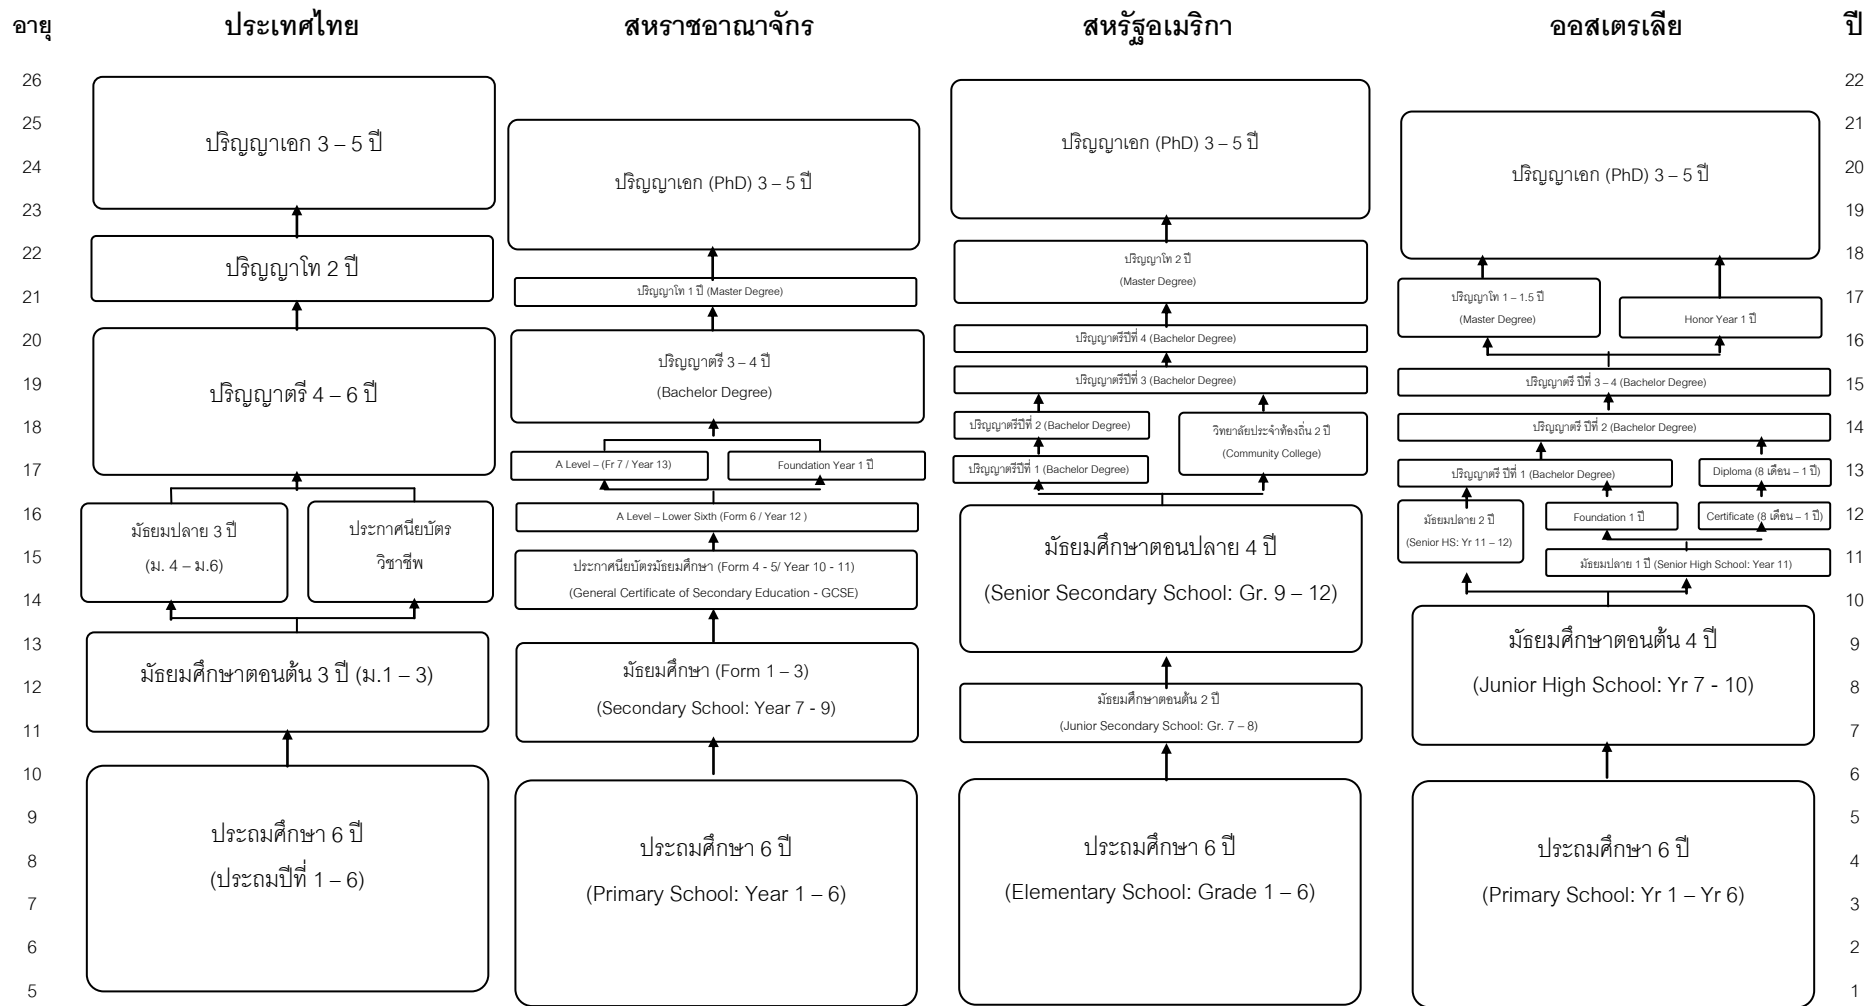 อายุ
ประเทศไทย
สหราชอาณาจักร
สหรัฐอเมริกา
ออสเตรเลีย
ปี
26
25
24
23
22
21
20
19
18
17
16
15
14
13
12
11
10
9
8
7
6
5
ปริญญาเอก 3 – 5 ปี
ปริญญาโท 2 ปี
ปริญญาตรี 4 – 6 ปี
มัธยมปลาย 3 ปี
(ม. 4 – ม.6)
ประกาศนียบัตร
วิชาชีพ
มัธยมศึกษาตอนต้น 3 ปี (ม.1 – 3)
ประถมศึกษา 6 ปี
(ประถมปีที่ 1 – 6)
ปริญญาเอก (PhD) 3 – 5 ปี
ปริญญาโท 1 ปี (Master Degree)
ปริญญาตรี 3 – 4 ปี
(Bachelor Degree)
A Level – (Fr 7 / Year 13)
Foundation Year 1 ปี
A Level – Lower Sixth (Form 6 / Year 12 )
ประกาศนียบัตรมัธยมศึกษา (Form 4 - 5/ Year 10 - 11)
(General Certificate of Secondary Education - GCSE)
มัธยมศึกษา (Form 1 – 3)
(Secondary School: Year 7 - 9)
ประถมศึกษา 6 ปี
(Primary School: Year 1 – 6)
ปริญญาเอก (PhD) 3 – 5 ปี
ปริญญาโท 2 ปี
(Master Degree)
ปริญญาตรีปีที่ 4 (Bachelor Degree)
ปริญญาตรีปีที่ 3 (Bachelor Degree)
ปริญญาตรีปีที่ 2 (Bachelor Degree)
วิทยาลัยประจำท้องถิ่น 2 ปี
(Community College)
ปริญญาตรีปีที่ 1 (Bachelor Degree)
มัธยมศึกษาตอนปลาย 4 ปี
(Senior Secondary School: Gr. 9 – 12)
มัธยมศึกษาตอนต้น 2 ปี
(Junior Secondary School: Gr. 7 – 8)
ประถมศึกษา 6 ปี
(Elementary School: Grade 1 – 6)
ปริญญาเอก (PhD) 3 – 5 ปี
ปริญญาโท 1 – 1.5 ปี
(Master Degree)
Honor Year 1 ปี
ปริญญาตรี ปีที่ 3 – 4 (Bachelor Degree)
ปริญญาตรี ปีที่ 2 (Bachelor Degree)
ปริญญาตรี ปีที่ 1 (Bachelor Degree)
Diploma (8 เดือน – 1 ปี)
มัธยมปลาย 2 ปี
(Senior HS: Yr 11 – 12)
Foundation 1 ปี
Certificate (8 เดือน – 1 ปี)
มัธยมปลาย 1 ปี (Senior High School: Year 11)
มัธยมศึกษาตอนต้น 4 ปี
(Junior High School: Yr 7 - 10)
ประถมศึกษา 6 ปี
(Primary School: Yr 1 – Yr 6)
22
21
20
19
18
17
16
15
14
13
12
11
10
9
8
7
6
5
4
3
2
1